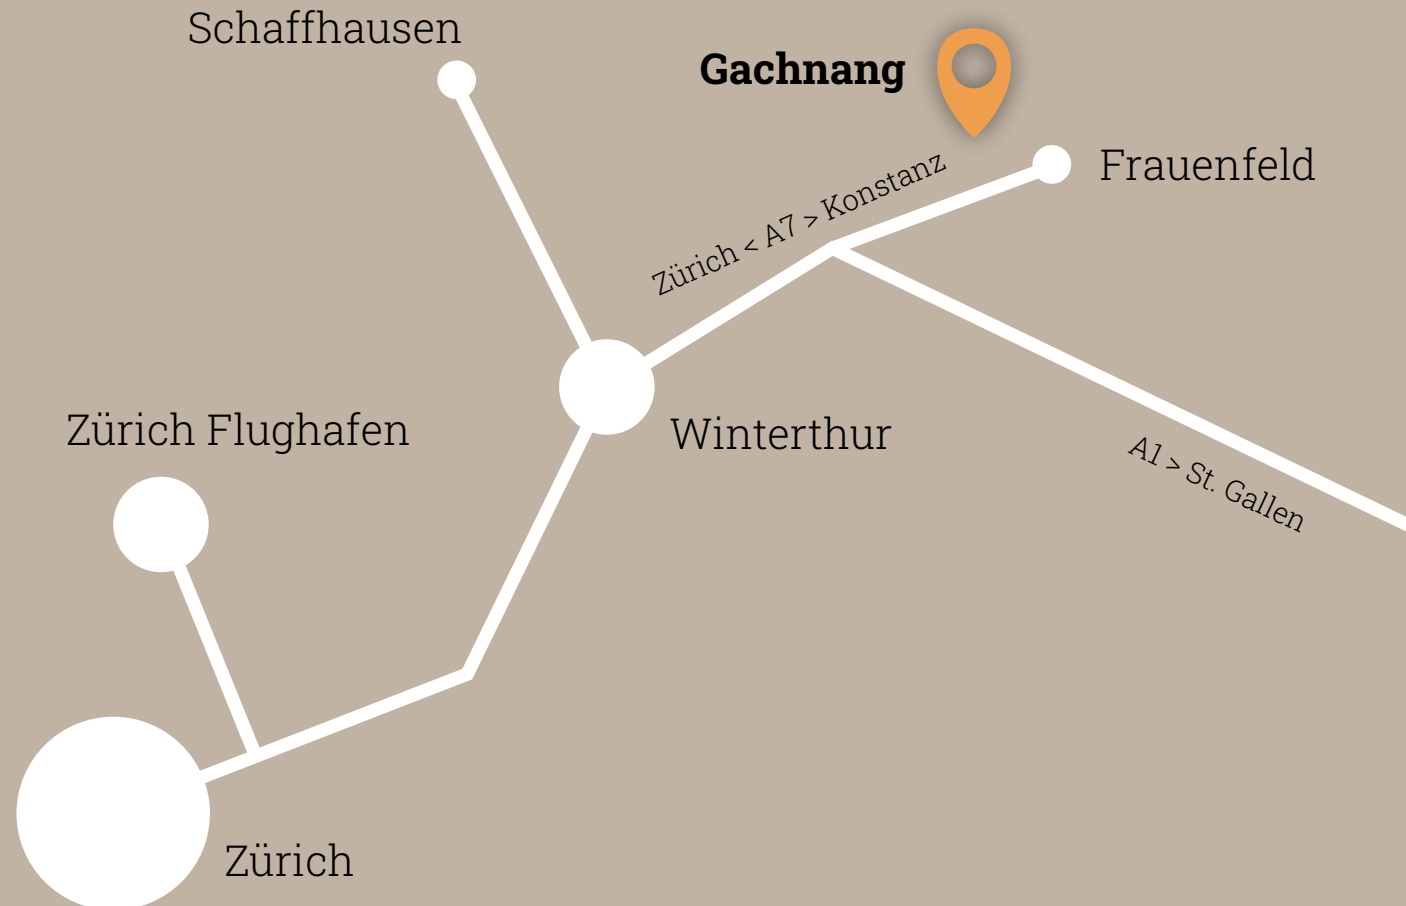 Schaffhausen
Gachnang
Frauenfeld
Zürich < A7 > Konstanz
Zürich Flughafen
Winterthur
A1 > St. Gallen
Zürich